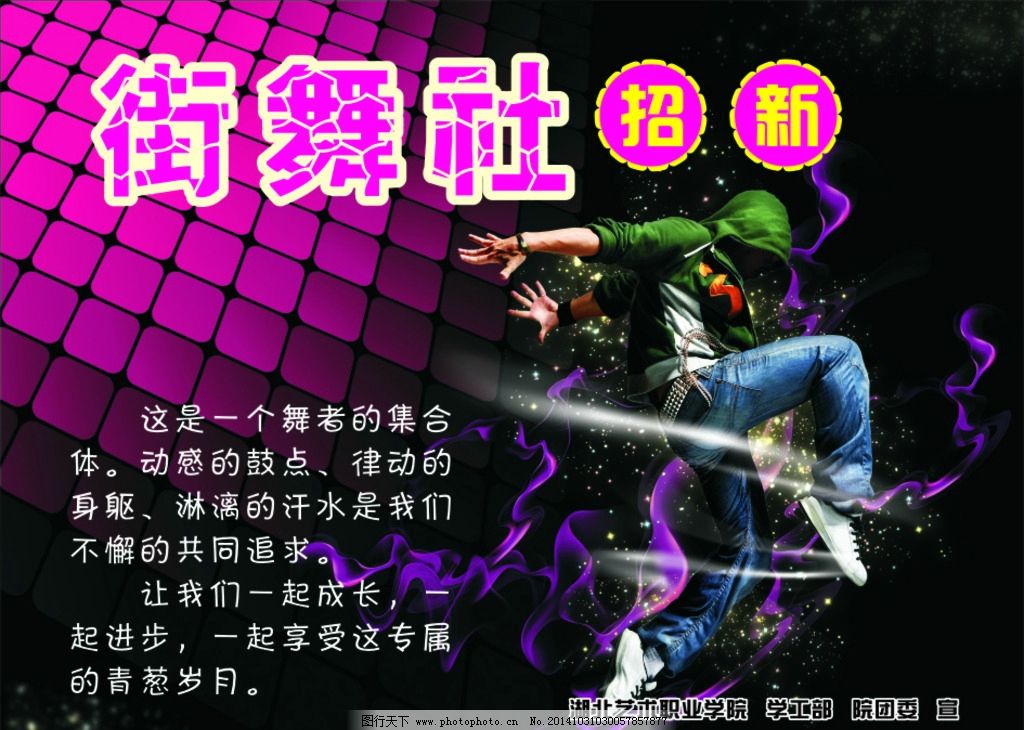 街舞社 招新
这是一个舞者的集合
体。动感的鼓点、律动的
身躯、淋漓的汗水是我们
不懈的共同追求。
让我们一起成长，一
起进步，一起享受这专属
的青葱岁月。
湖北艺术职业学院 学工部 院团委 宣
图行天下 www.photophoto.cn No.20141031030057857877